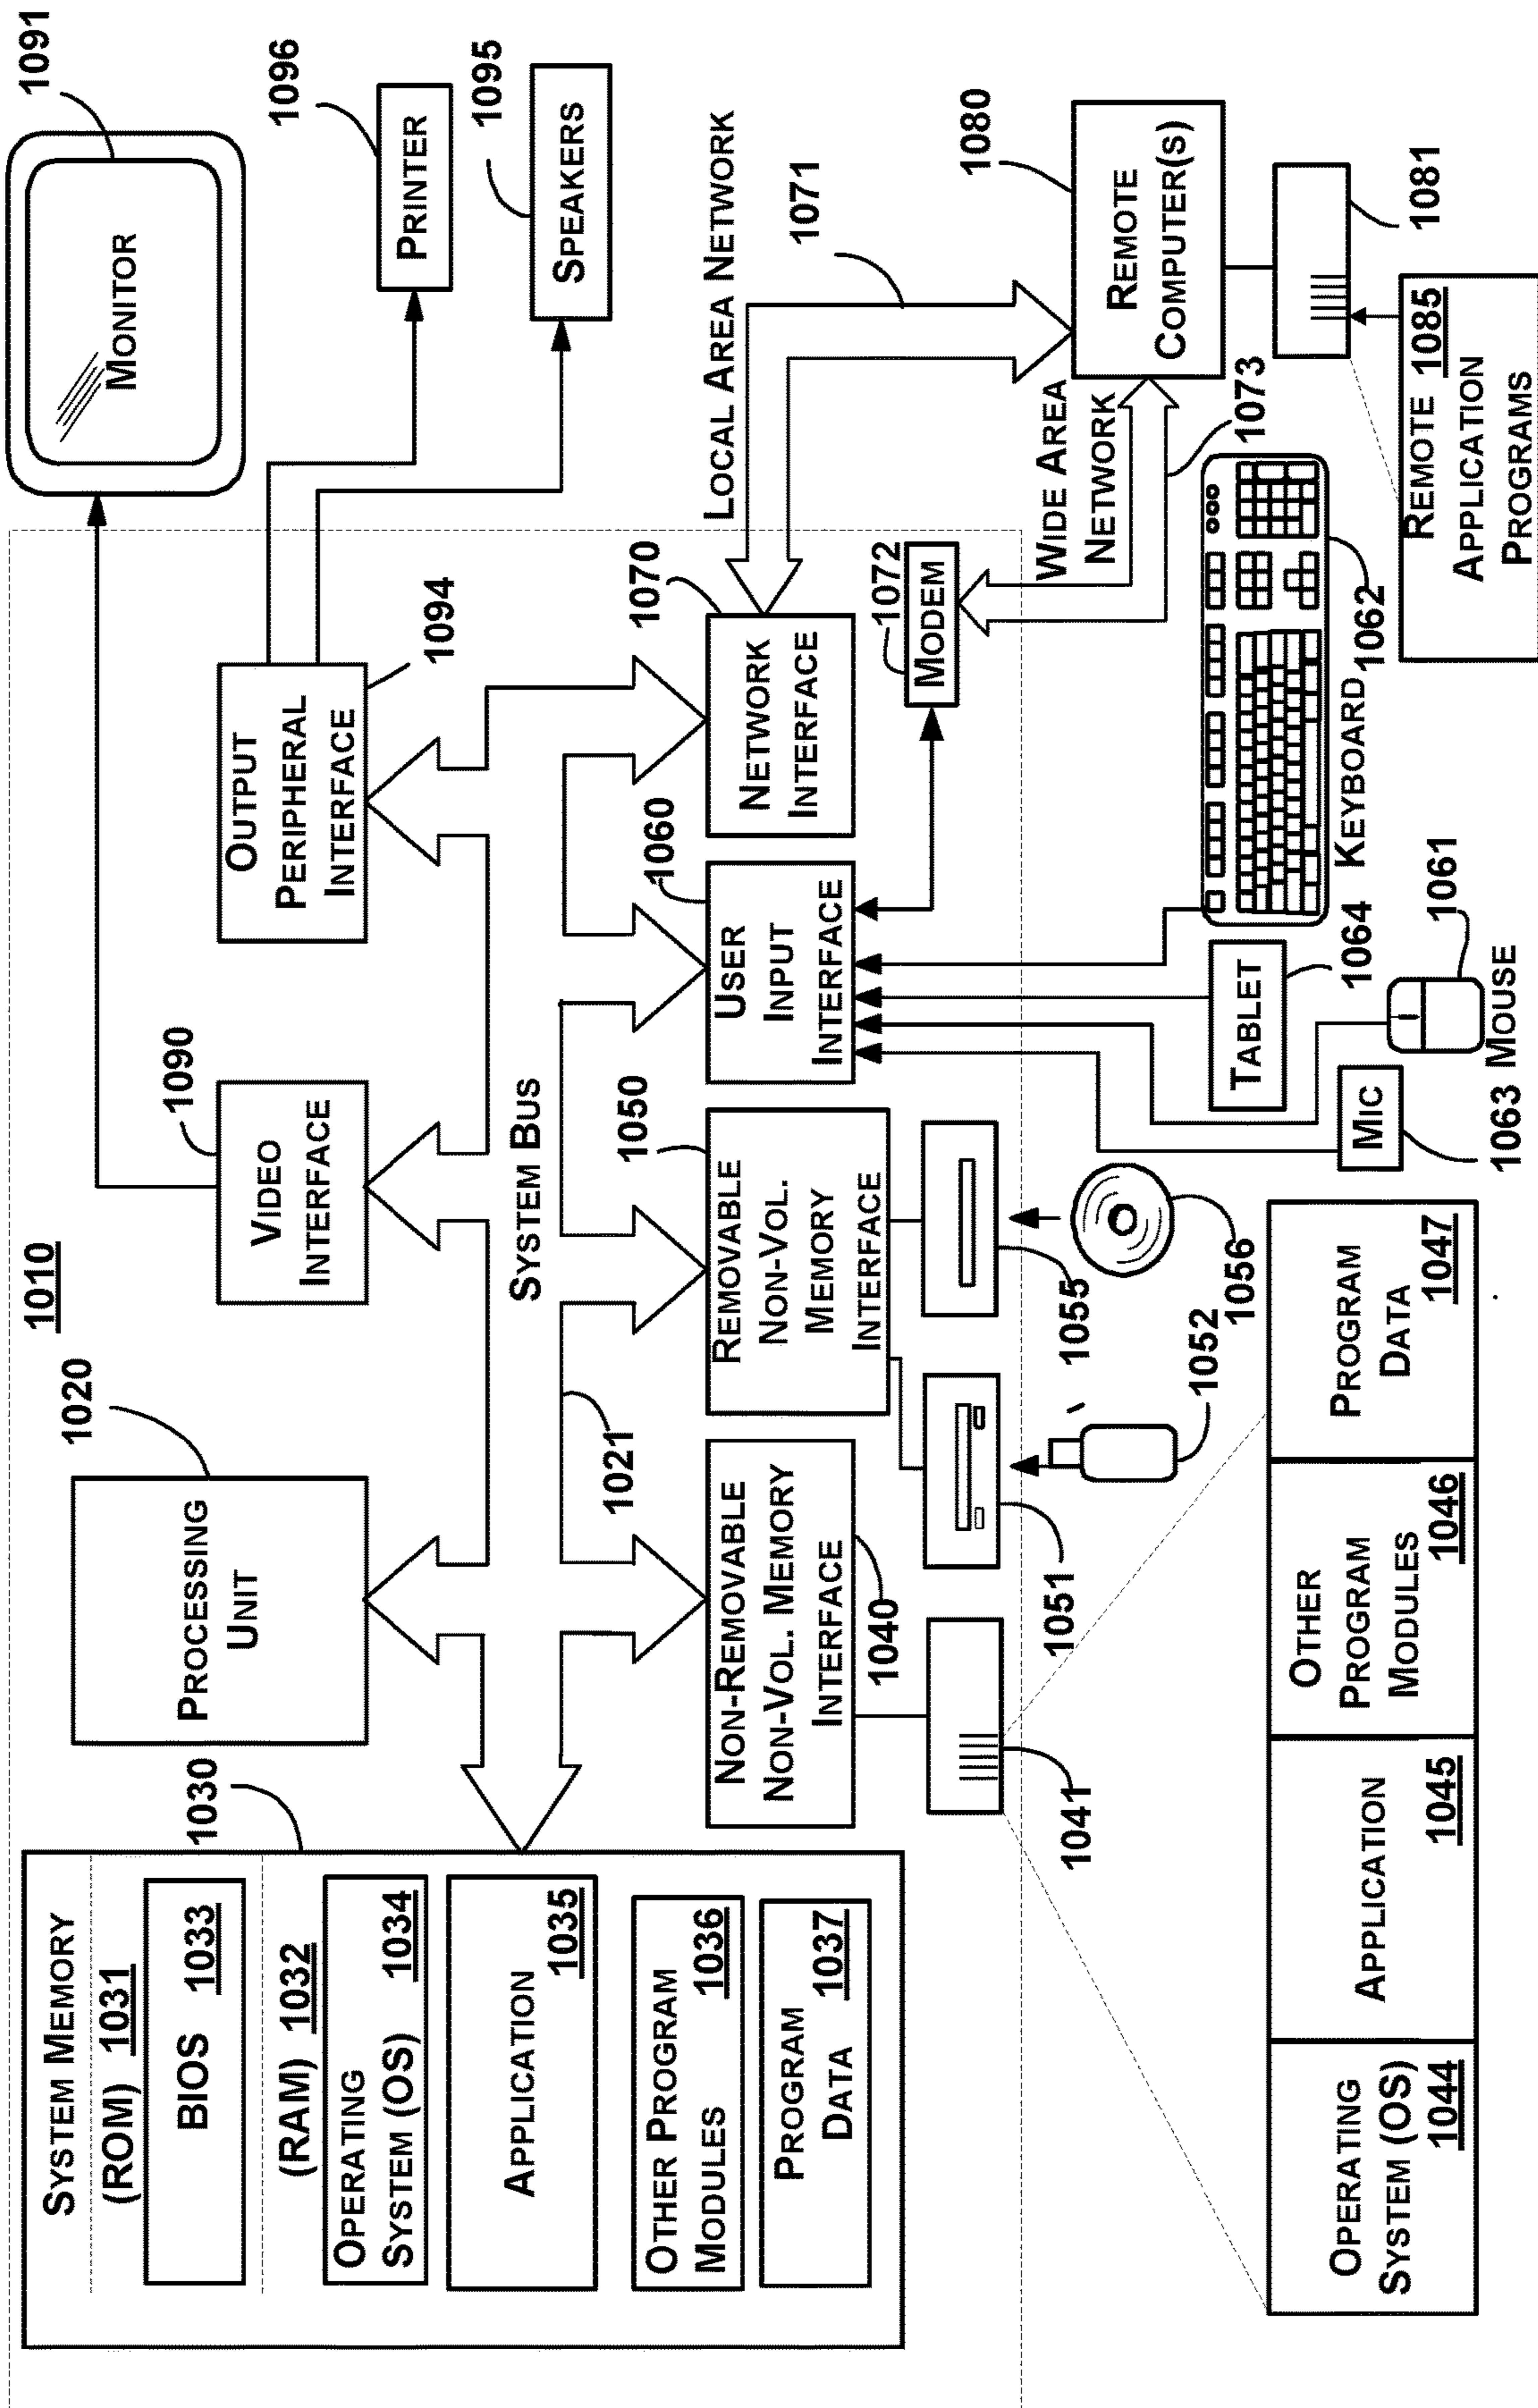 1010
SYSTEM MEMORY
(ROM) 1031
BIOS 1033
(RAM) 1032
OPERATING
SYSTEM (OS) 1034
APPLICATION
1035
OTHER PROGRAM
MODULES 1036
PROGRAM
DATA 1037
1030
PROCESSING
UNIT
1020
VIDEO
INTERFACE
1090
OUTPUT
PERIPHERAL
INTERFACE
1094
MONITOR
1091
PRINTER
1096
SPEAKERS
1095
SYSTEM BUS
1021
NON-REMOVABLE
NON-VOL. MEMORY
INTERFACE
1040
REMOVABLE
NON-VOL.
MEMORY
INTERFACE
1050
USER
INPUT
INTERFACE
1060
NETWORK
INTERFACE
1070
LOCAL AREA NETWORK
1071
1072
MODEM
WIDE AREA
NETWORK
1073
REMOTE
COMPUTER(S)
1080
1081
REMOTE 1085
APPLICATION
PROGRAMS
1041
1051
1052
1055
1056
MIC
1063
MOUSE
1061
TABLET
1064
KEYBOARD
1062
OPERATING
SYSTEM (OS)
1044
APPLICATION
1045
OTHER
PROGRAM
MODULES
1046
PROGRAM
DATA
1047